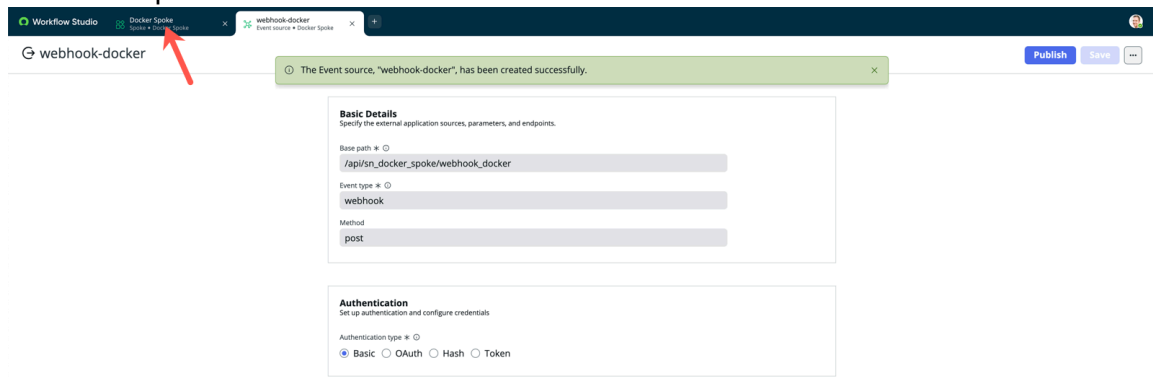 Workflow Studio
Docker Spoke
Spoke • Docker Spoke
webhook-docker
Event source • Docker Spoke
webhook-docker
Publish
Save
The Event source, "webhook-docker", has been created successfully.
Basic Details
Specify the external application sources, parameters, and endpoints.
Base path *
/api/sn_docker_spoke/webhook_docker
Event type *
webhook
Method
post
Authentication
Set up authentication and configure credentials
Authentication type *
Basic OAuth Hash Token